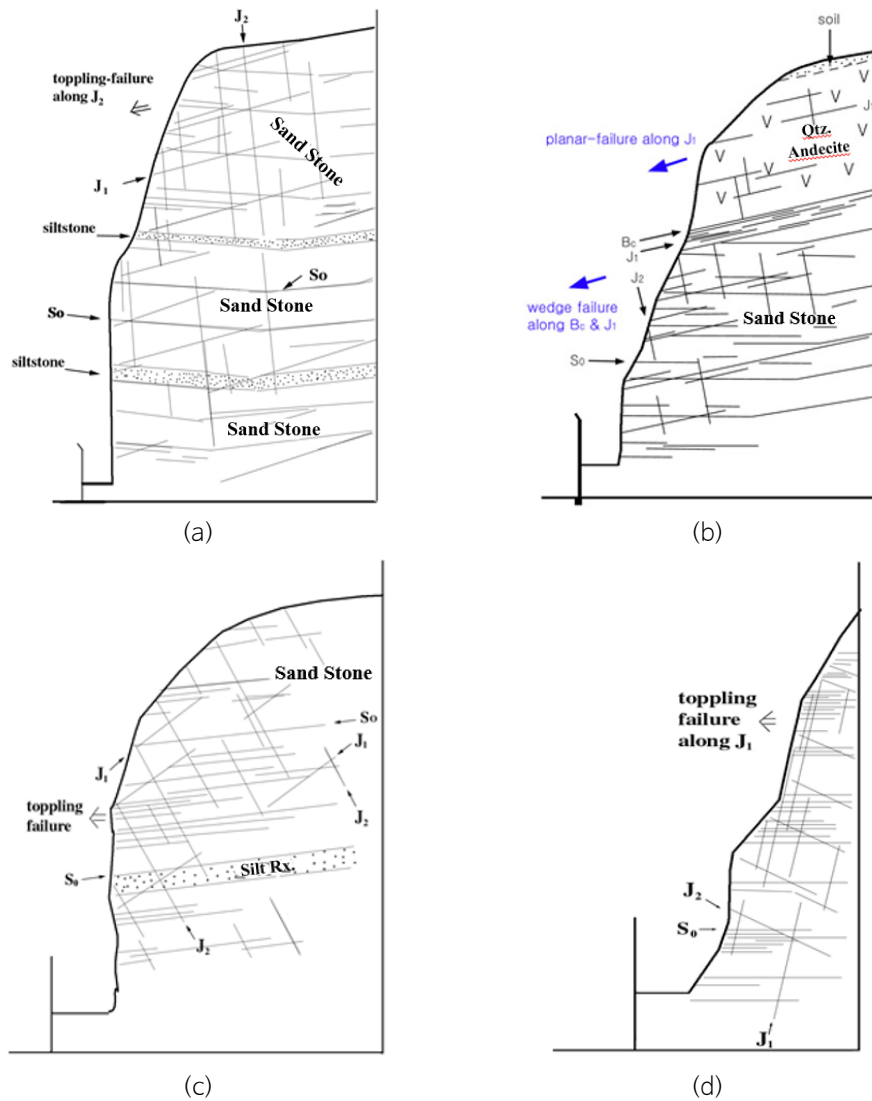 J2
toppling-failure
along J2
Sand Stone
J1
siltstone
So
Sand Stone
So
siltstone
Sand Stone
(a)
soil
J1
planar-failure along J1
Qtz.
Andecite
Bc
J1
J2
wedge failure
along Bc & J1
Sand Stone
S0
(b)
Sand Stone
So
J1
J1
toppling
failure
J2
S0
Silt Rx.
J2
(c)
toppling
failure
along J1
J2
S0
J1
(d)